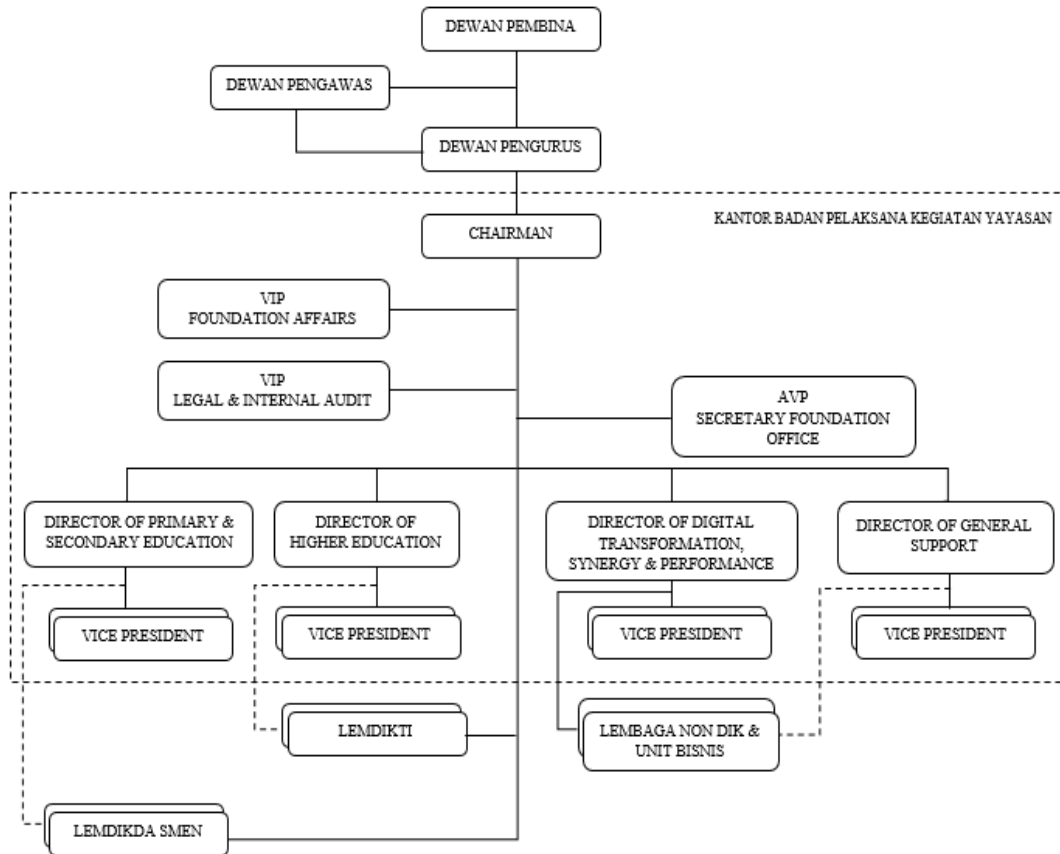 DEWAN PEMBINA
DEWAN PENGAWAS
DEWAN PENGURUS
KANTOR BADAN PELAKSANA KEGIATAN YAYASAN
CHAIRMAN
VIP
FOUNDATION AFFAIRS
VIP
LEGAL & INTERNAL AUDIT
AVP
SECRETARY FOUNDATION
OFFICE
DIRECTOR OF PRIMARY &
SECONDARY EDUCATION
DIRECTOR OF
HIGHER EDUCATION
DIRECTOR OF DIGITAL
TRANSFORMATION,
SYNERGY & PERFORMANCE
DIRECTOR OF GENERAL
SUPPORT
VICE PRESIDENT
VICE PRESIDENT
VICE PRESIDENT
VICE PRESIDENT
LEMDIKTI
LEMBAGA NON DIK &
UNIT BISNIS
LEMDIKDA SMEN